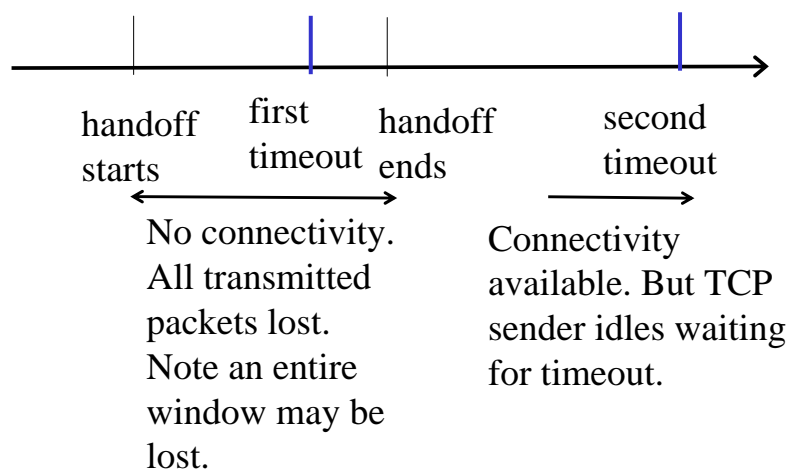 handoff
starts
first
timeout
handoff
ends
second
timeout
No connectivity.
All transmitted
packets lost.
Note an entire
window may be
lost.
Connectivity
available. But TCP
sender idles waiting
for timeout.